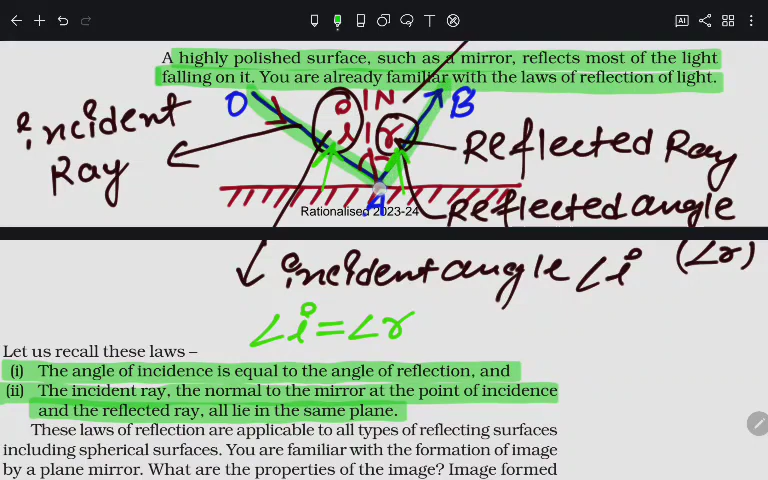 AI
T
A highly polished surface, such as a mirror, reflects most of the light
falling on it. You are already familiar with the laws of reflection of light.
incident
Ray
O
N
B
i
r
Reflected Ray
A
Rationalised 2023-24
Reflected angle
(∠r)
incident angle ∠i
∠i = ∠r
Let us recall these laws –
(i) The angle of incidence is equal to the angle of reflection, and
(ii) The incident ray, the normal to the mirror at the point of incidence
and the reflected ray, all lie in the same plane.
These laws of reflection are applicable to all types of reflecting surfaces
including spherical surfaces. You are familiar with the formation of image
by a plane mirror. What are the properties of the image? Image formed